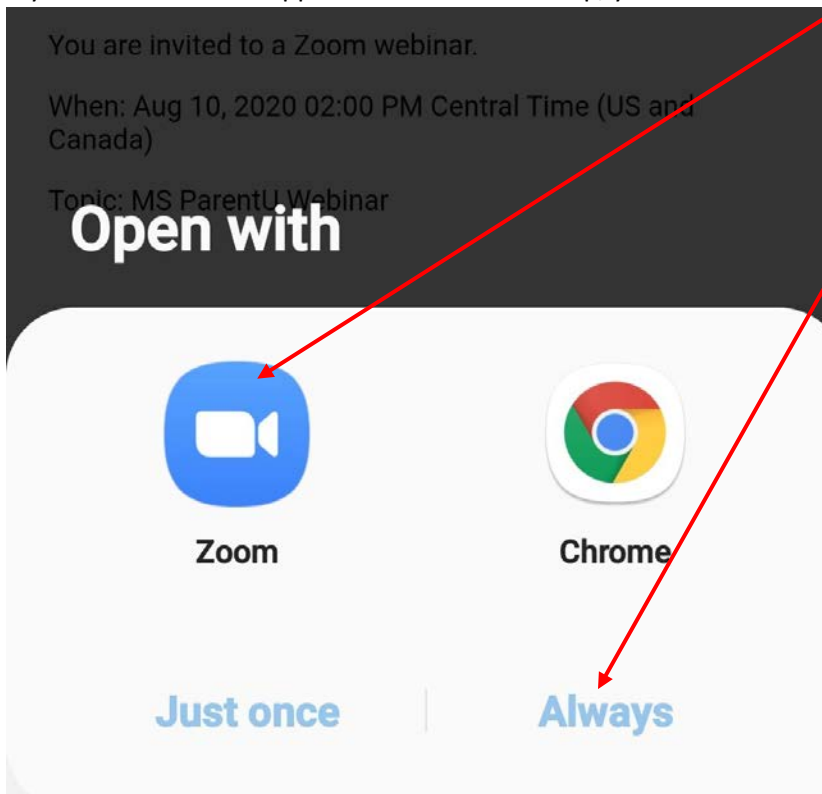 You are invited to a Zoom webinar.
When: Aug 10, 2020 02:00 PM Central Time (US and
Canada)
Topic: MS ParentU Webinar
Open with
Zoom
Chrome
Just once
Always